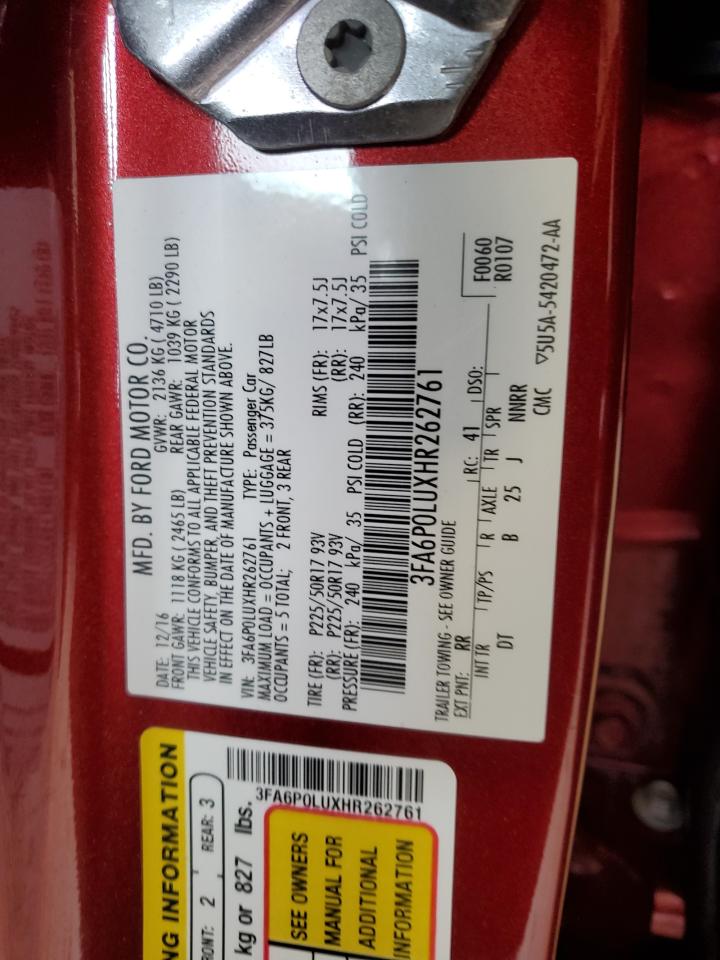 MFD. BY FORD MOTOR CO.
DATE: 12/16 GVWR: 2136 KG ( 4710 LB)
FRONT GAWR: 1118 KG ( 2465 LB) REAR GAWR: 1039 KG ( 2290 LB)
THIS VEHICLE CONFORMS TO ALL APPLICABLE FEDERAL MOTOR
VEHICLE SAFETY, BUMPER, AND THEFT PREVENTION STANDARDS
IN EFFECT ON THE DATE OF MANUFACTURE SHOWN ABOVE.
VIN: 3FA6P0LUXHR262761 TYPE: Passenger Car
MAXIMUM LOAD = OCCUPANTS + LUGGAGE = 375KG/ 827LB
OCCUPANTS = 5 TOTAL; 2 FRONT, 3 REAR
TIRE (FR): P225/50R17 93V RIMS (FR): 17x7.5J
(RR): P225/50R17 93V (RR): 17x7.5J
PRESSURE (FR): 240 kPa/ 35 PSI COLD (RR): 240 kPa/ 35 PSI COLD
3FA6P0LUXHR262761
TRAILER TOWING - SEE OWNER GUIDE
EXT PNT: RR RC: 41 DSO: F0060
R0107
INT TR TP/PS R AXLE TR SPR
DT B 25 J NNRR
CMC ▽5U5A-5420472-AA
NG INFORMATION
RONT: 2 REAR: 3
kg or 827 lbs.
3FA6P0LUXHR262761
SEE OWNERS
MANUAL FOR
ADDITIONAL
INFORMATION